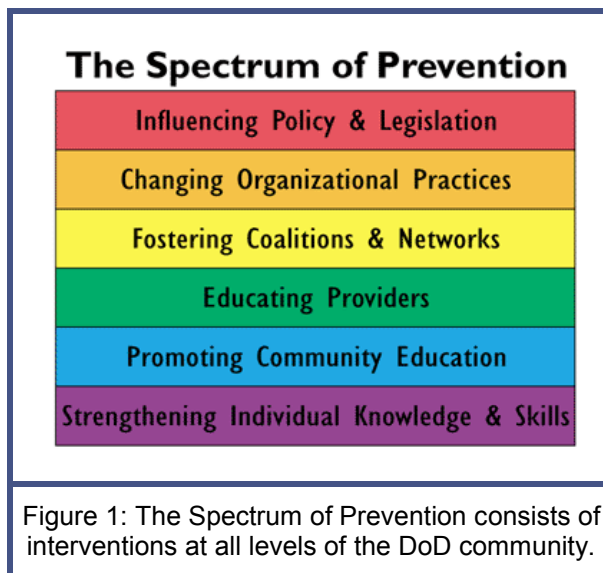 The Spectrum of Prevention
Influencing Policy & Legislation
Changing Organizational Practices
Fostering Coalitions & Networks
Educating Providers
Promoting Community Education
Strengthening Individual Knowledge & Skills
Figure 1: The Spectrum of Prevention consists of
interventions at all levels of the DoD community.